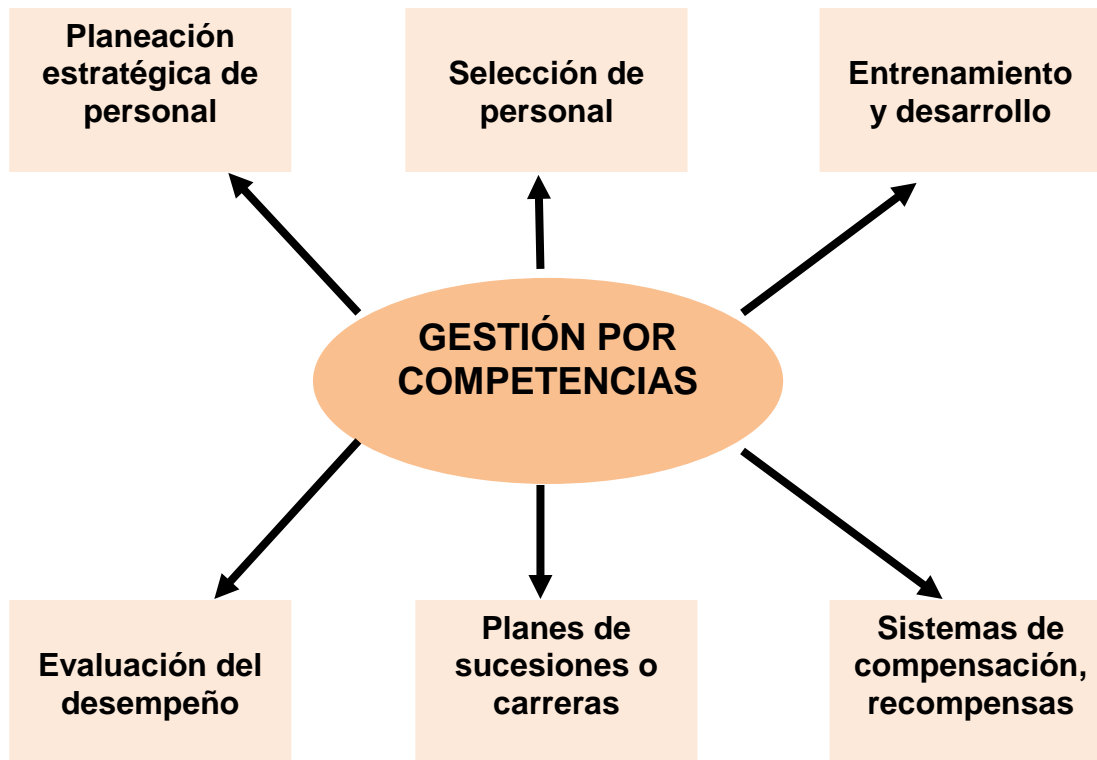 Planeación
estratégica de
personal
Selección de
personal
Entrenamiento
y desarrollo
GESTIÓN POR
COMPETENCIAS
Evaluación del
desempeño
Planes de
sucesiones o
carreras
Sistemas de
compensación,
recompensas